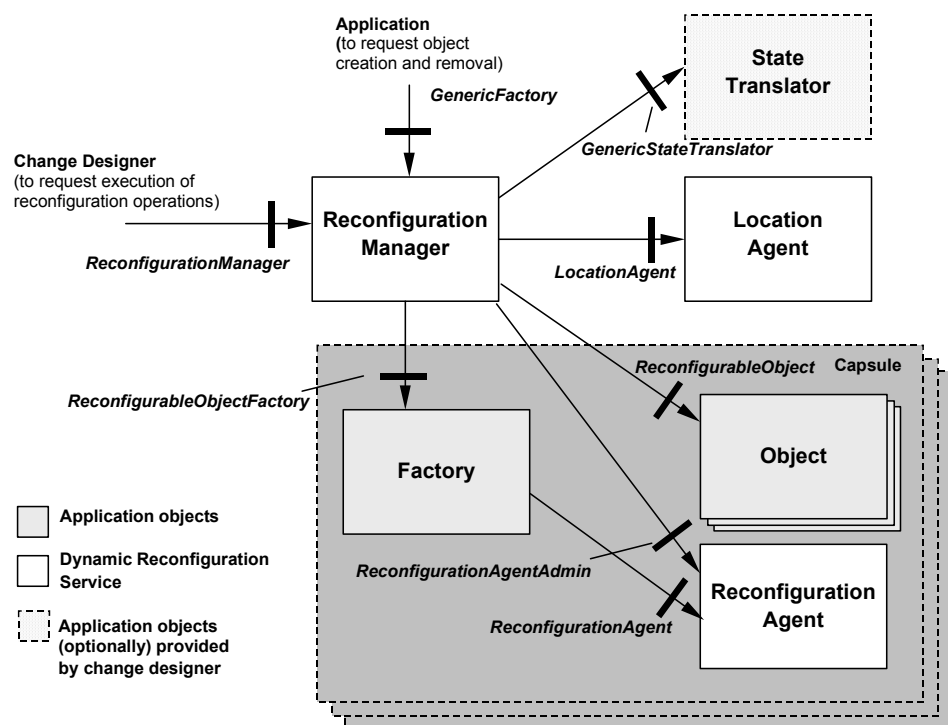 Application
(to request object
creation and removal)
GenericFactory
State
Translator
GenericStateTranslator
Change Designer
(to request execution of
reconfiguration operations)
ReconfigurationManager
Reconfiguration
Manager
Location
Agent
LocationAgent
ReconfigurableObject
Capsule
ReconfigurableObjectFactory
Factory
Object
ReconfigurationAgentAdmin
ReconfigurationAgent
Reconfiguration
Agent
Application objects
Dynamic Reconfiguration
Service
Application objects
(optionally) provided
by change designer